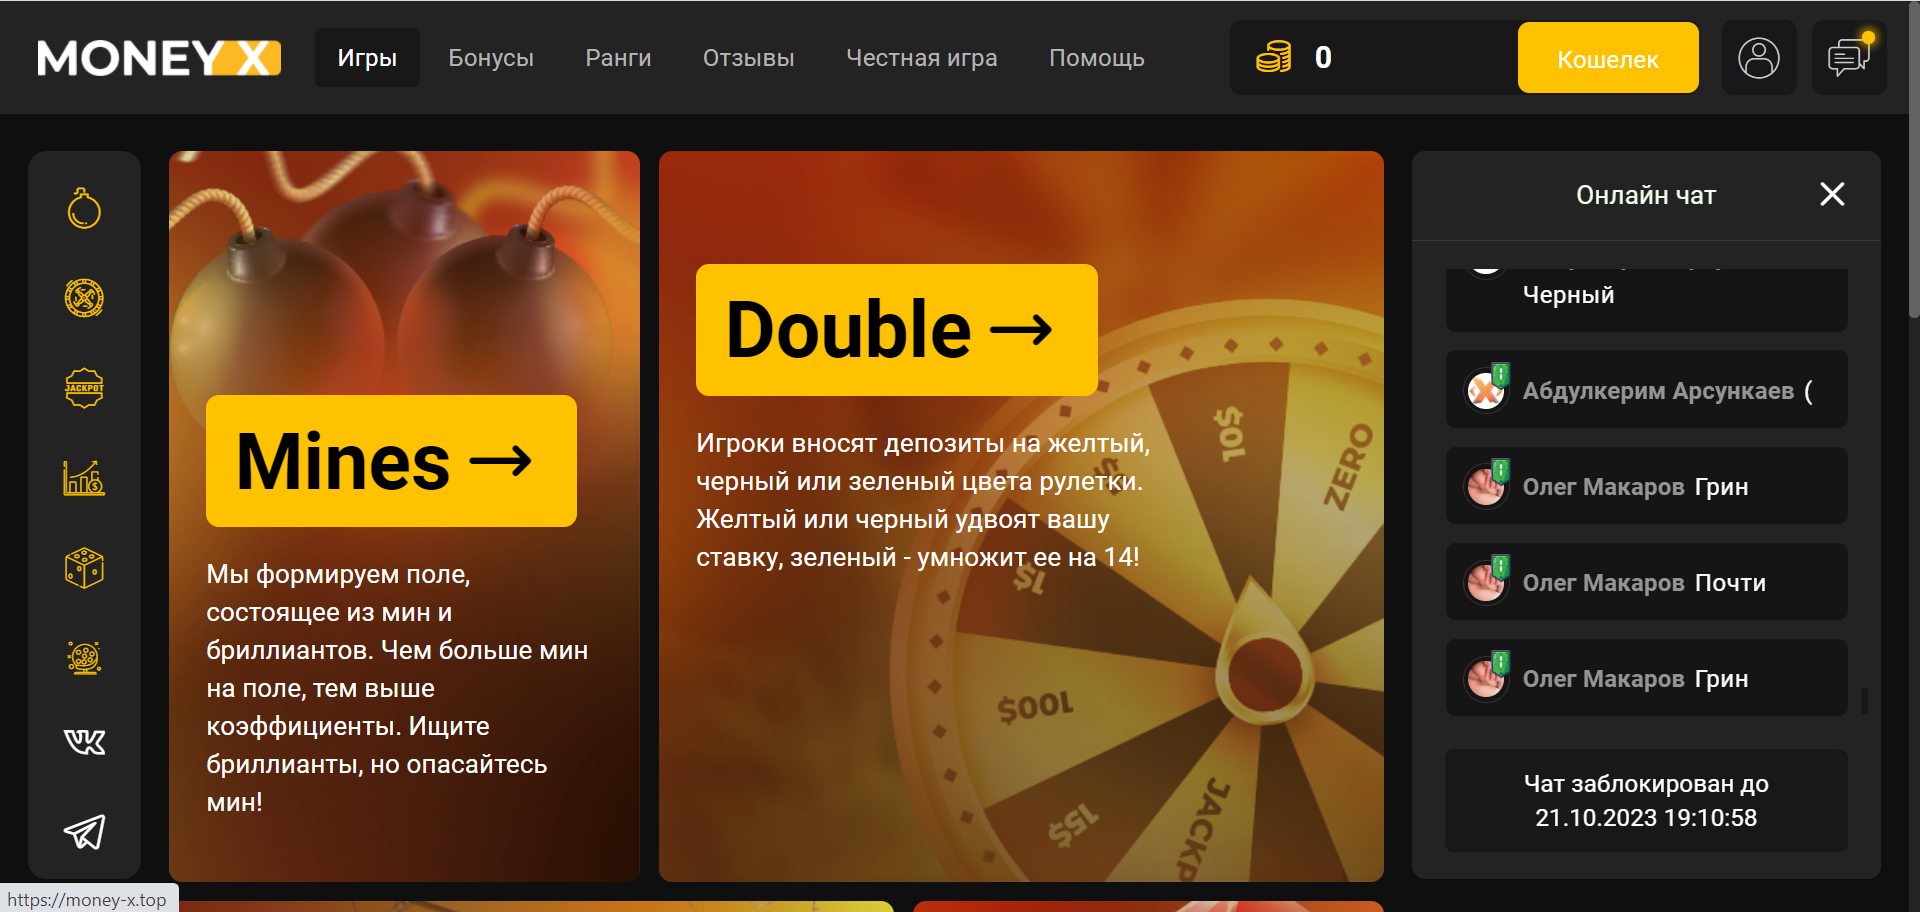 MONEY X
Игры
Бонусы
Ранги
Отзывы
Честная игра
Помощь
0
Кошелек
JACKPOT
Mines →
Мы формируем поле,
состоящее из мин и
бриллиантов. Чем больше мин
на поле, тем выше
коэффициенты. Ищите
бриллианты, но опасайтесь
мин!
Double →
Игроки вносят депозиты на желтый,
черный или зеленый цвета рулетки.
Желтый или черный удвоят вашу
ставку, зеленый - умножит ее на 14!
10$
ZERO
1$
100$
15$
JACKP
Онлайн чат
Черный
Абдулкерим Арсункаев (
Олег Макаров Грин
Олег Макаров Почти
Олег Макаров Грин
Чат заблокирован до
21.10.2023 19:10:58
https://money-x.top